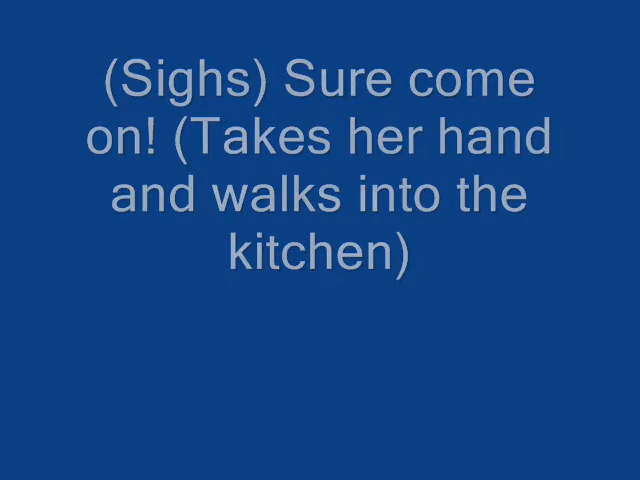 (Sighs) Sure come
on! (Takes her hand
and walks into the
kitchen)